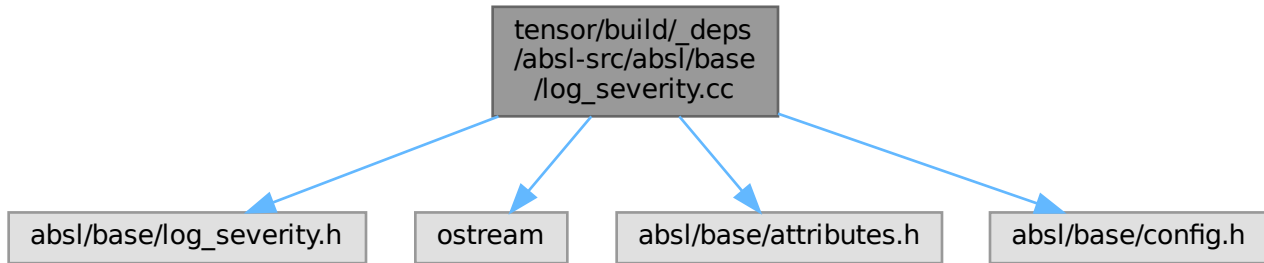 tensor/build/_deps
/absl-src/absl/base
/log_severity.cc
absl/base/log_severity.h
ostream
absl/base/attributes.h
absl/base/config.h